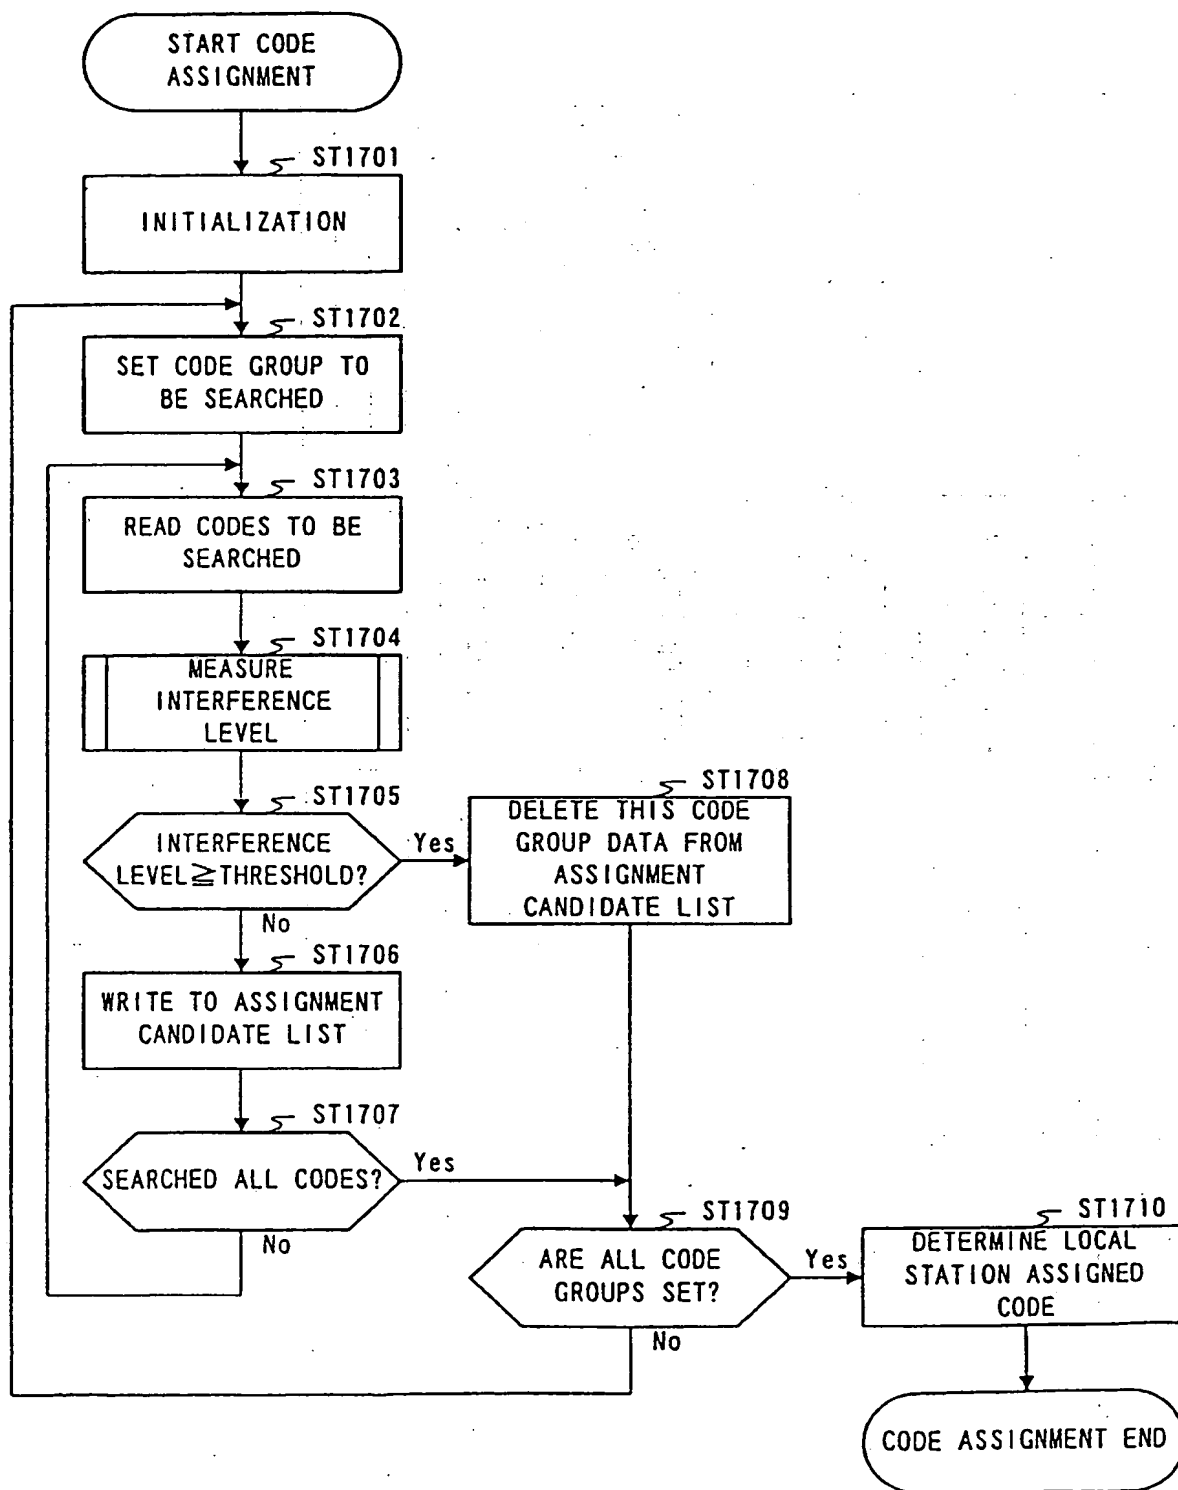 START CODE
ASSIGNMENT
ST1701
INITIALIZATION
ST1702
SET CODE GROUP TO
BE SEARCHED
ST1703
READ CODES TO BE
SEARCHED
ST1704
MEASURE
INTERFERENCE
LEVEL
ST1705
INTERFERENCE
LEVEL≧THRESHOLD?
Yes
No
ST1708
DELETE THIS CODE
GROUP DATA FROM
ASSIGNMENT
CANDIDATE LIST
ST1706
WRITE TO ASSIGNMENT
CANDIDATE LIST
ST1707
SEARCHED ALL CODES?
Yes
No
ST1709
ARE ALL CODE
GROUPS SET?
Yes
No
ST1710
DETERMINE LOCAL
STATION ASSIGNED
CODE
CODE ASSIGNMENT END